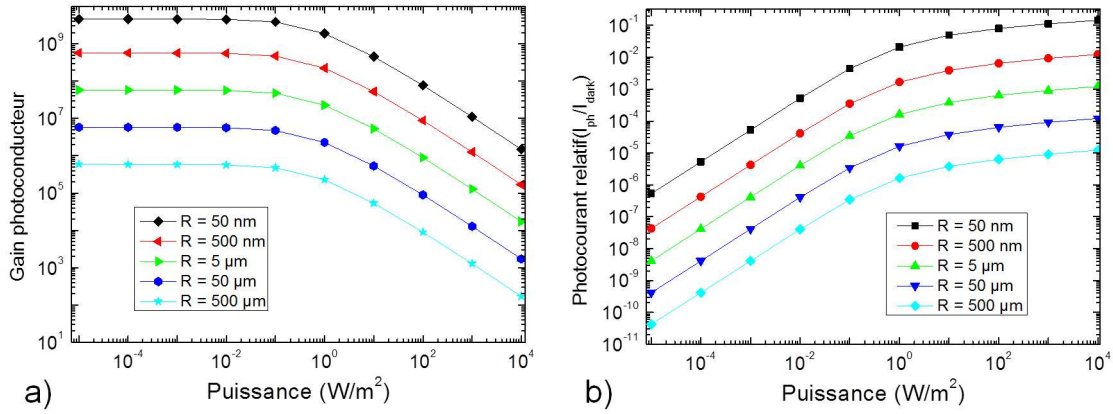 Gain photoconducteur
10^9
10^7
10^5
10^3
10^1
10^-4
10^-2
10^0
10^2
10^4
Puissance (W/m²)
R = 50 nm
R = 500 nm
R = 5 µm
R = 50 µm
R = 500 µm
a)
Photocourant relatif(I_ph/I_dark)
10^-1
10^-2
10^-3
10^-4
10^-5
10^-6
10^-7
10^-8
10^-9
10^-10
10^-11
10^-4
10^-2
10^0
10^2
10^4
Puissance (W/m²)
R = 50 nm
R = 500 nm
R = 5 µm
R = 50 µm
R = 500 µm
b)